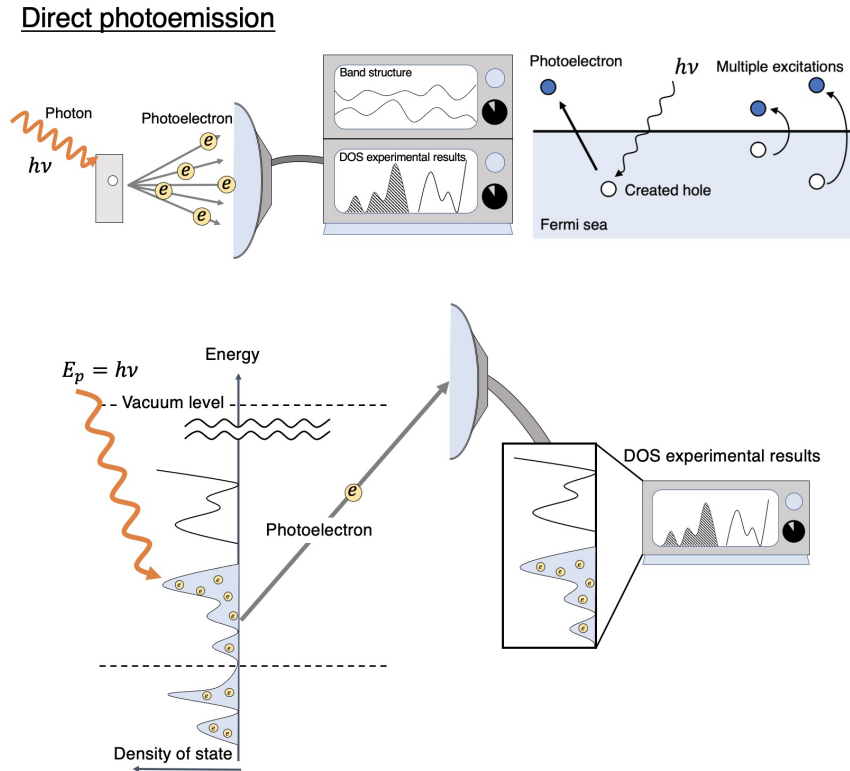 Direct photoemission
Photon
hν
Photoelectron
e
e
e
e
e
Band structure
DOS experimental results
Photoelectron
hν
Multiple excitations
Created hole
Fermi sea
Energy
Eₚ = hν
Vacuum level
e
Photoelectron
e
e
e
e
e
e
e
e
e
e
Density of state
DOS experimental results
e
e
e
e
e
e